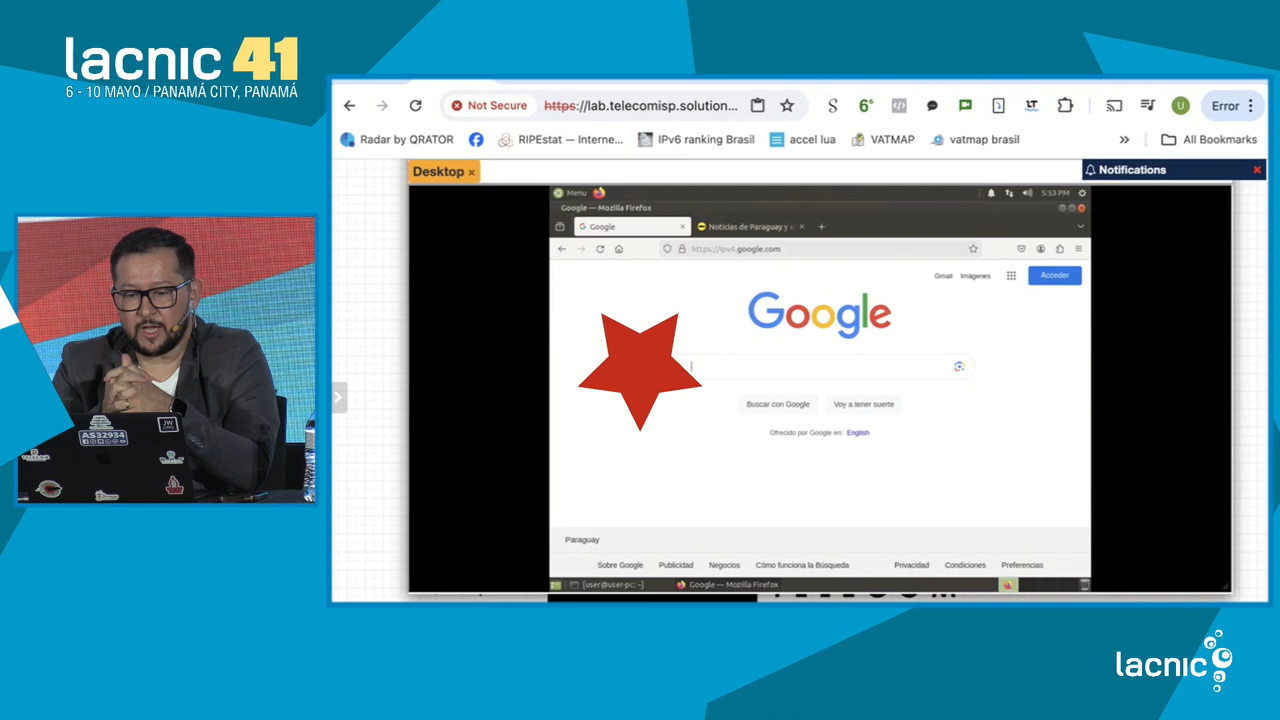 lacnic 41
6 - 10 MAYO / PANAMÁ CITY, PANAMÁ
Not Secure https://lab.telecomisp.solution... S 6 6 LT U Error
Radar by QRATOR RIPEstat — Interne... IPv6 ranking Brasil accel lua VATMAP vatmap brasil » All Bookmarks
Desktop × Notifications ×
Menu 5:53 PM
Google — Mozilla Firefox
Google × Noticias de Paraguay y e × +
https://ipv4.google.com
Gmail Imágenes Acceder
Google
Buscar con Google Voy a tener suerte
Ofrecido por Google en: English
Paraguay
Sobre Google Publicidad Negocios Cómo funciona la Búsqueda Privacidad Condiciones Preferencias
[user@user-pc: ~] Google — Mozilla Firefox
AS32934
JW
lacnic